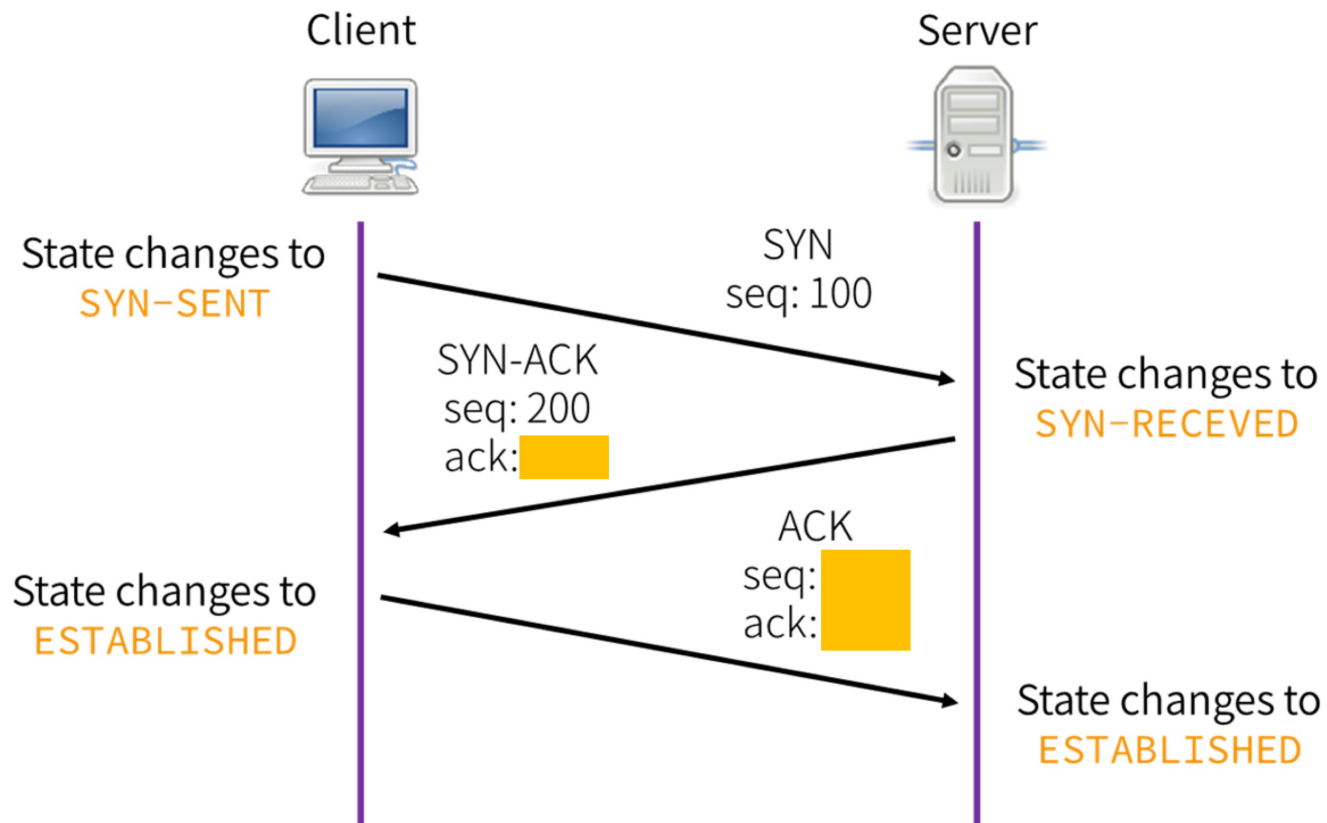 Client
Server
State changes to
SYN-SENT
SYN
seq: 100
SYN-ACK
seq: 200
ack:
State changes to
SYN-RECEVED
ACK
seq:
ack:
State changes to
ESTABLISHED
State changes to
ESTABLISHED